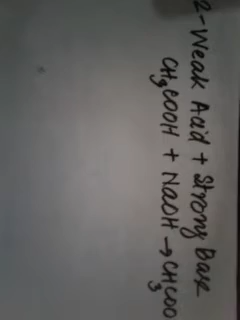 2-Weak Acid + Strong Base
CH3COOH + NaOH → CH3COO